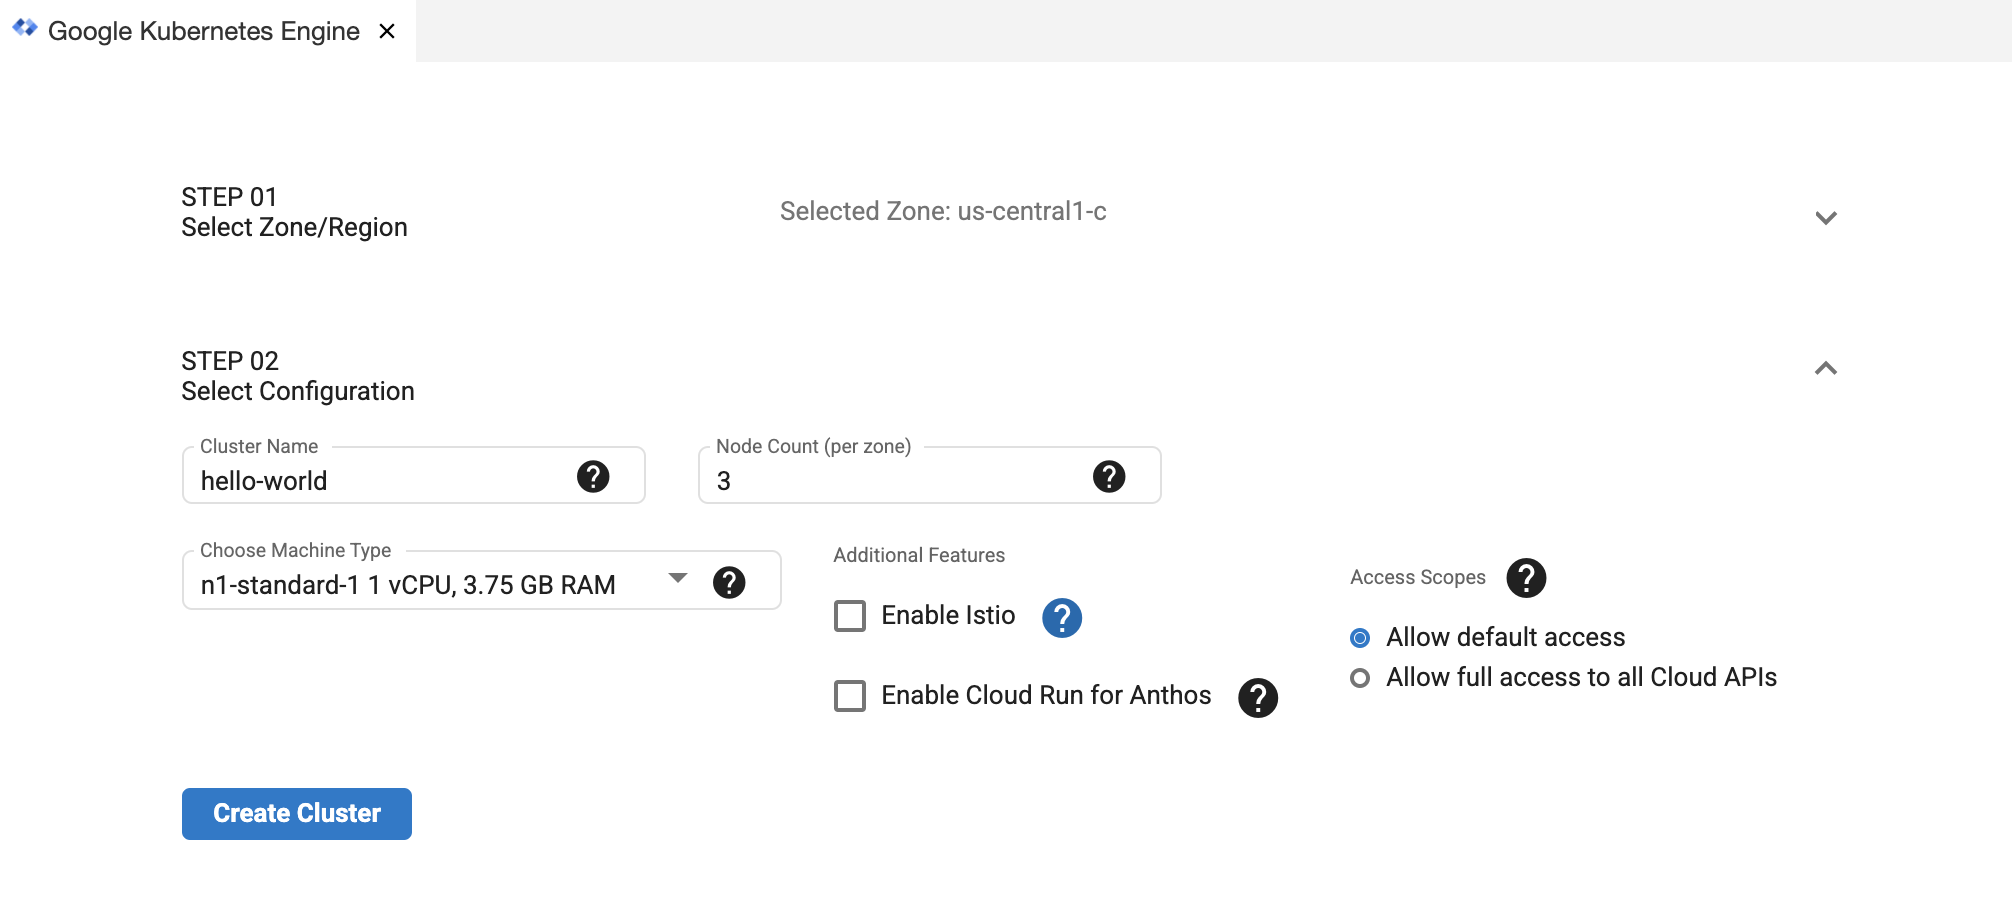 Google Kubernetes Engine
STEP 01
Select Zone/Region
Selected Zone: us-central1-c
STEP 02
Select Configuration
Cluster Name
hello-world
?
Node Count (per zone)
3
?
Choose Machine Type
n1-standard-1 1 vCPU, 3.75 GB RAM
?
Additional Features
Enable Istio
?
Enable Cloud Run for Anthos
?
Access Scopes
?
Allow default access
Allow full access to all Cloud APIs
Create Cluster